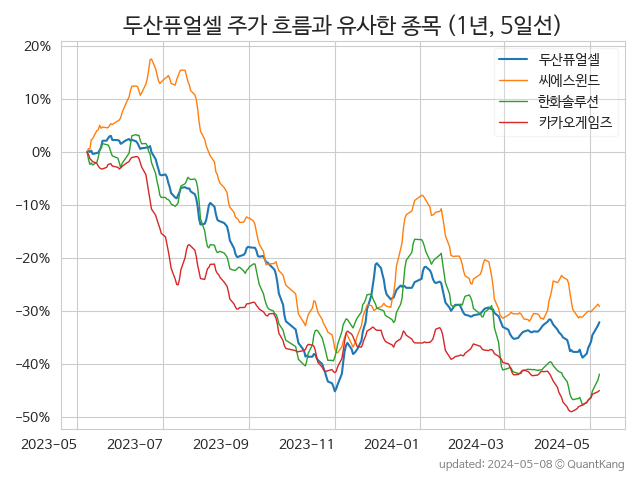 두산퓨얼셀 주가 흐름과 유사한 종목 (1년, 5일선)
두산퓨얼셀
씨에스윈드
한화솔루션
카카오게임즈
20%
10%
0%
−10%
−20%
−30%
−40%
−50%
2023-05 2023-07 2023-09 2023-11 2024-01 2024-03 2024-05
updated: 2024-05-08 © QuantKang